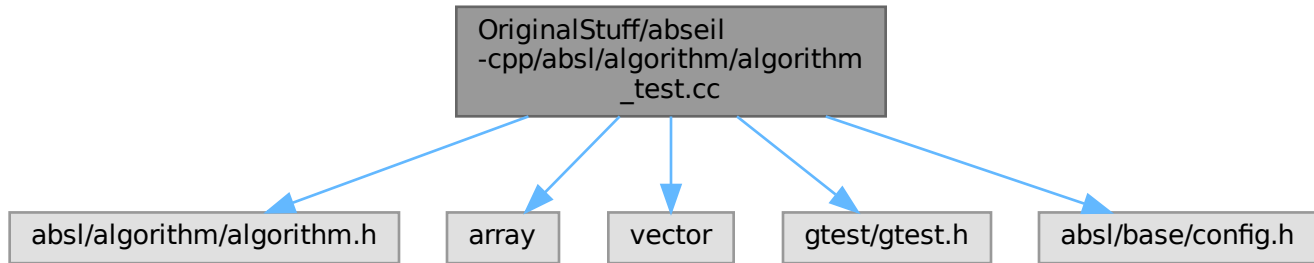 OriginalStuff/abseil
-cpp/absl/algorithm/algorithm
_test.cc
absl/algorithm/algorithm.h
array
vector
gtest/gtest.h
absl/base/config.h